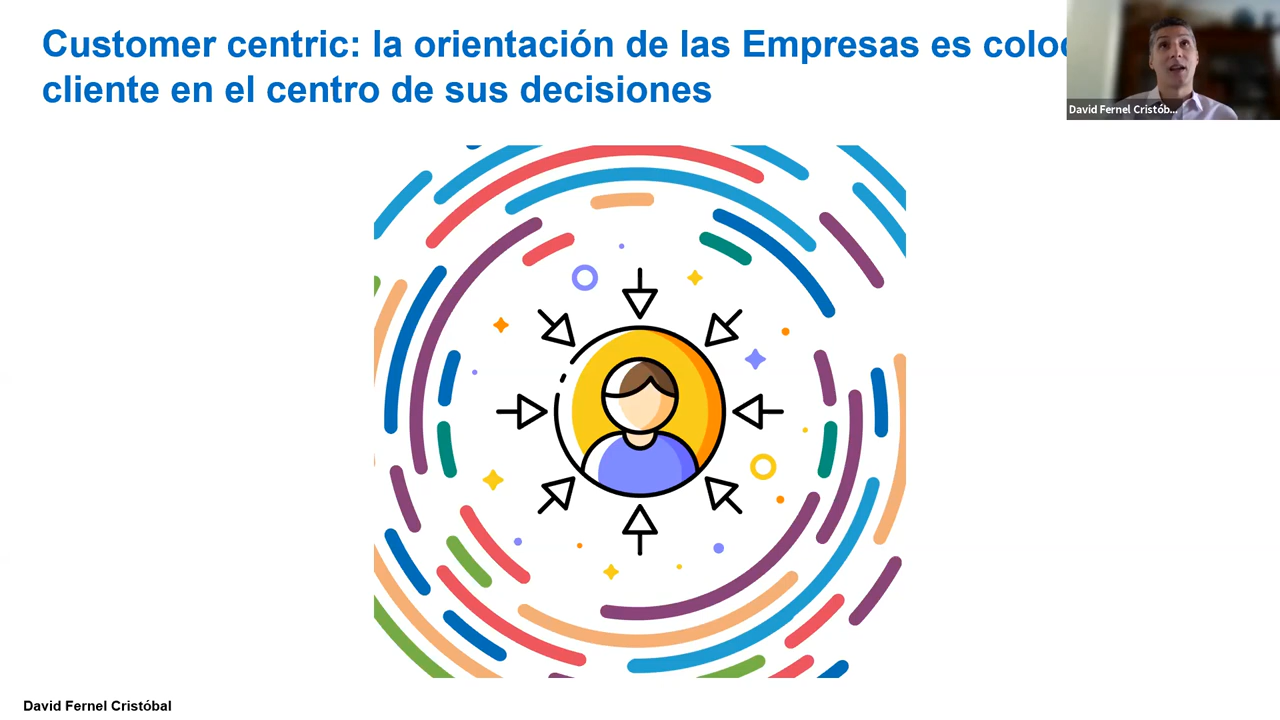 Customer centric: la orientación de las Empresas es
cliente en el centro de sus decisiones
David Fernel Cristób...
David Fernel Cristóbal